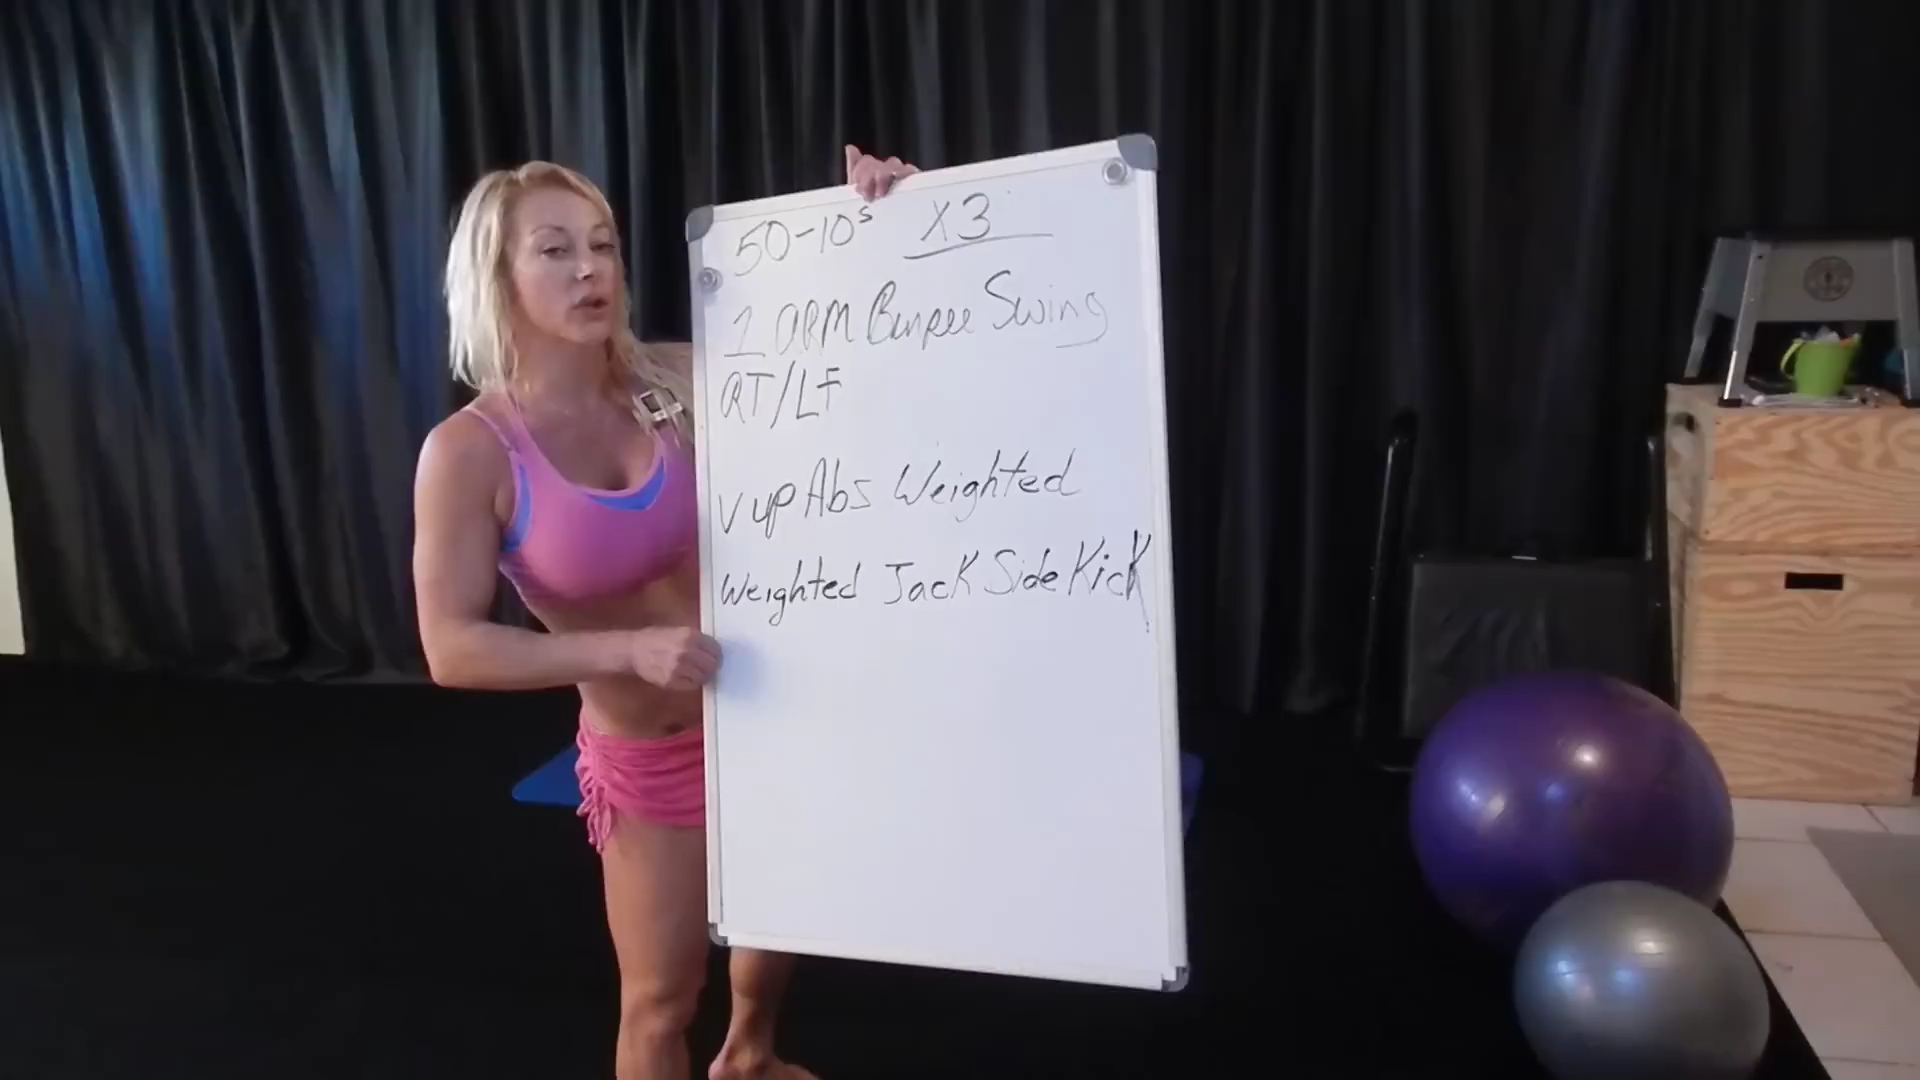 50-10s X3
1 ARM Burpee Swing
RT/LF
V up Abs Weighted
Weighted Jack Side Kick